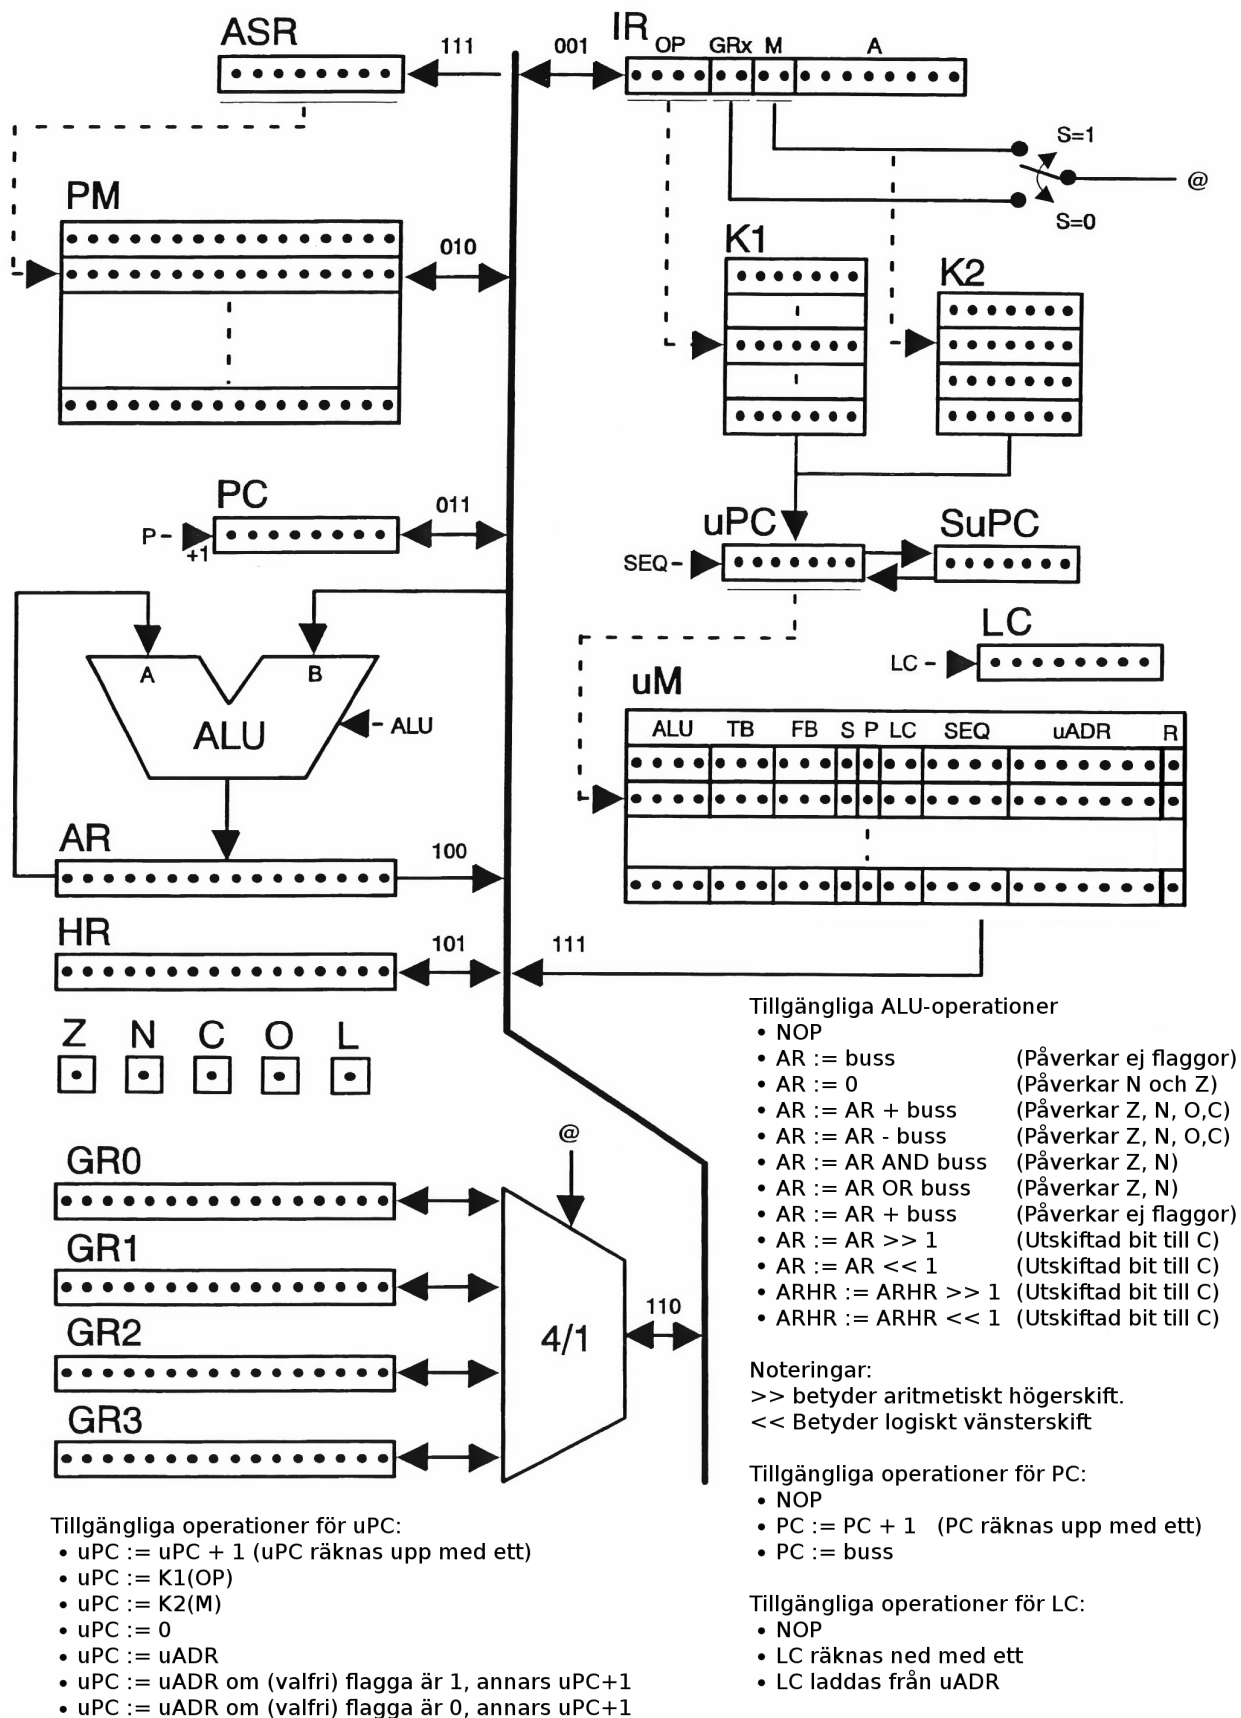 ASR
111
001
IR
OP GRx M A
S=1
@
S=0
PM
010
K1
K2
PC
P
+1
011
uPC
SuPC
SEQ
LC
LC
A B
ALU
ALU
uM
ALU TB FB S P LC SEQ uADR R
AR
100
HR
101
111
Z N C O L
@
GR0
GR1
GR2
GR3
4/1
110
Tillgängliga ALU-operationer
• NOP
• AR := buss (Påverkar ej flaggor)
• AR := 0 (Påverkar N och Z)
• AR := AR + buss (Påverkar Z, N, O,C)
• AR := AR - buss (Påverkar Z, N, O,C)
• AR := AR AND buss (Påverkar Z, N)
• AR := AR OR buss (Påverkar Z, N)
• AR := AR + buss (Påverkar ej flaggor)
• AR := AR >> 1 (Utskiftad bit till C)
• AR := AR << 1 (Utskiftad bit till C)
• ARHR := ARHR >> 1 (Utskiftad bit till C)
• ARHR := ARHR << 1 (Utskiftad bit till C)
Noteringar:
>> betyder aritmetiskt högerskift.
<< Betyder logiskt vänsterskift
Tillgängliga operationer för PC:
• NOP
• PC := PC + 1 (PC räknas upp med ett)
• PC := buss
Tillgängliga operationer för LC:
• NOP
• LC räknas ned med ett
• LC laddas från uADR
Tillgängliga operationer för uPC:
• uPC := uPC + 1 (uPC räknas upp med ett)
• uPC := K1(OP)
• uPC := K2(M)
• uPC := 0
• uPC := uADR
• uPC := uADR om (valfri) flagga är 1, annars uPC+1
• uPC := uADR om (valfri) flagga är 0, annars uPC+1